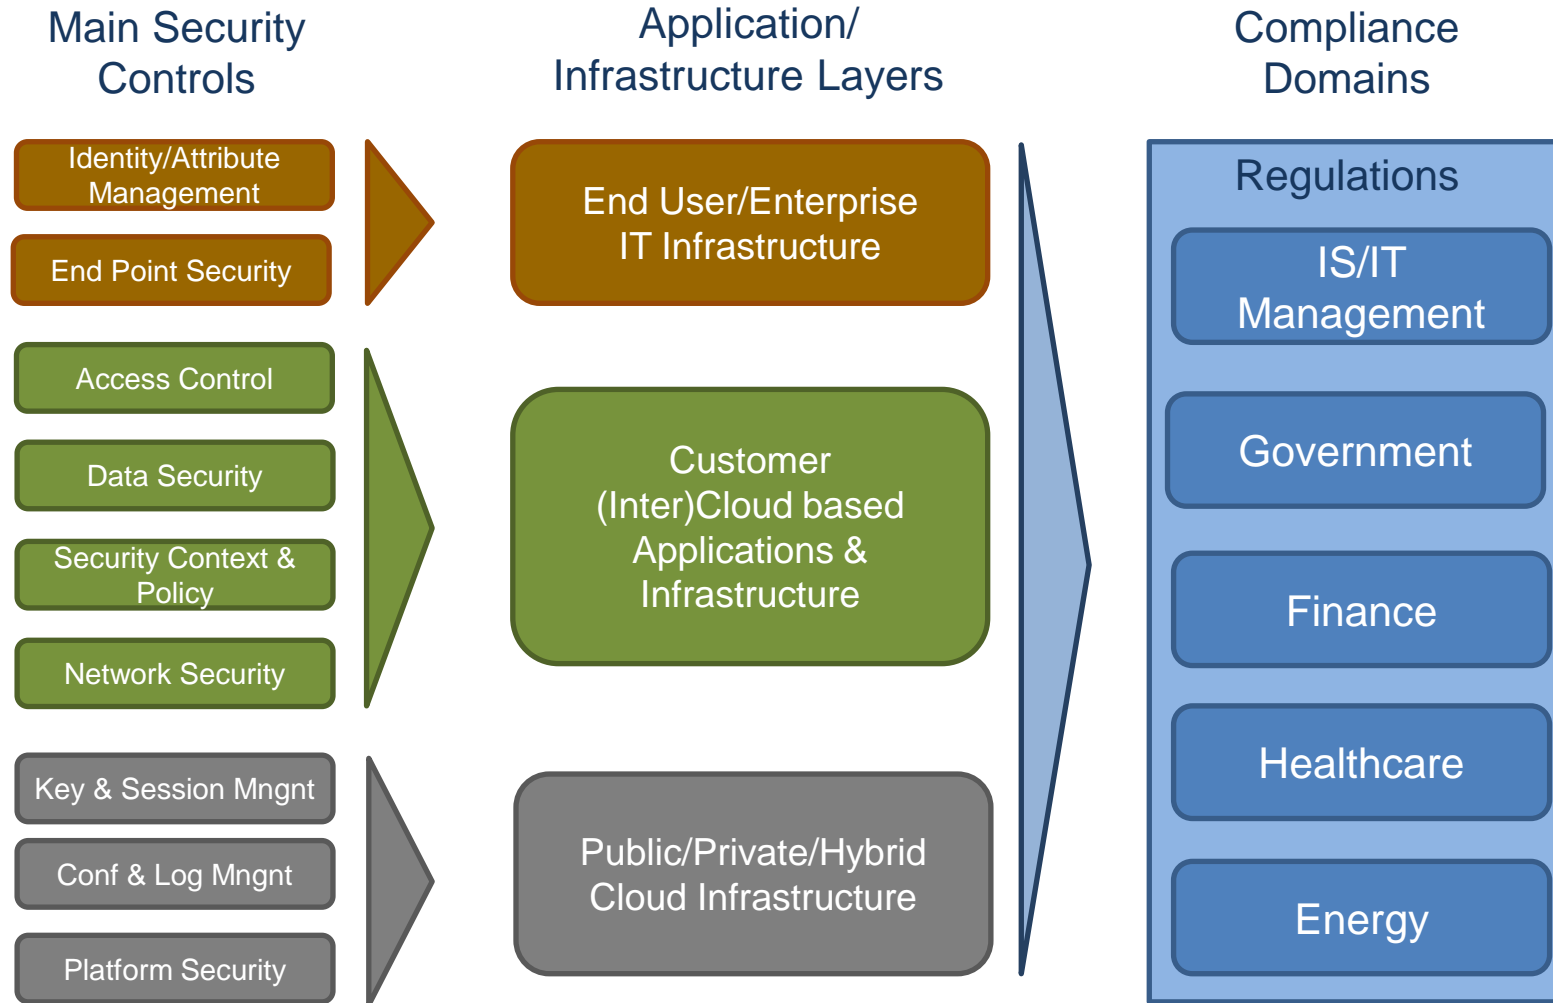 Main Security
Controls
Application/
Infrastructure Layers
Compliance
Domains
Identity/Attribute
Management
End Point Security
Access Control
Data Security
Security Context &
Policy
Network Security
Key & Session Mngnt
Conf & Log Mngnt
Platform Security
End User/Enterprise
IT Infrastructure
Customer
(Inter)Cloud based
Applications &
Infrastructure
Public/Private/Hybrid
Cloud Infrastructure
Regulations
IS/IT
Management
Government
Finance
Healthcare
Energy